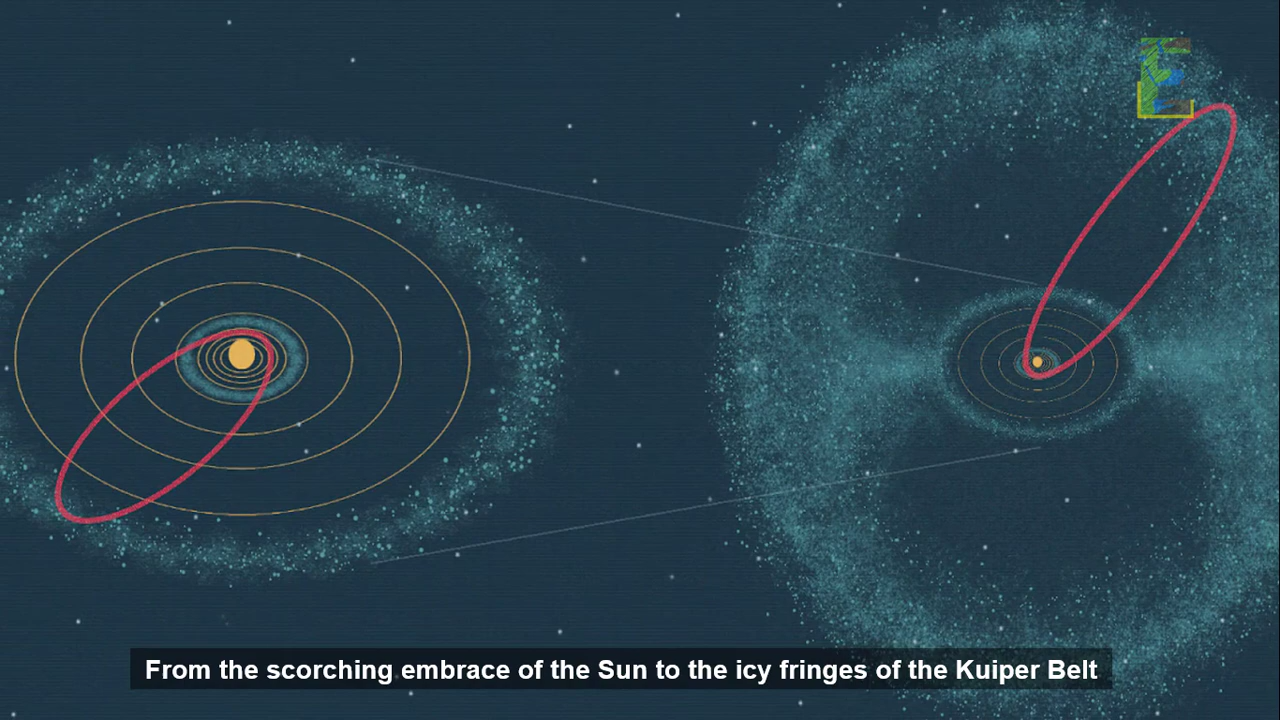 E
From the scorching embrace of the Sun to the icy fringes of the Kuiper Belt